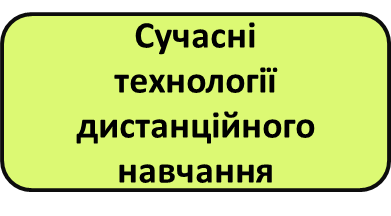 Сучасні
технології
дистанційного
навчання